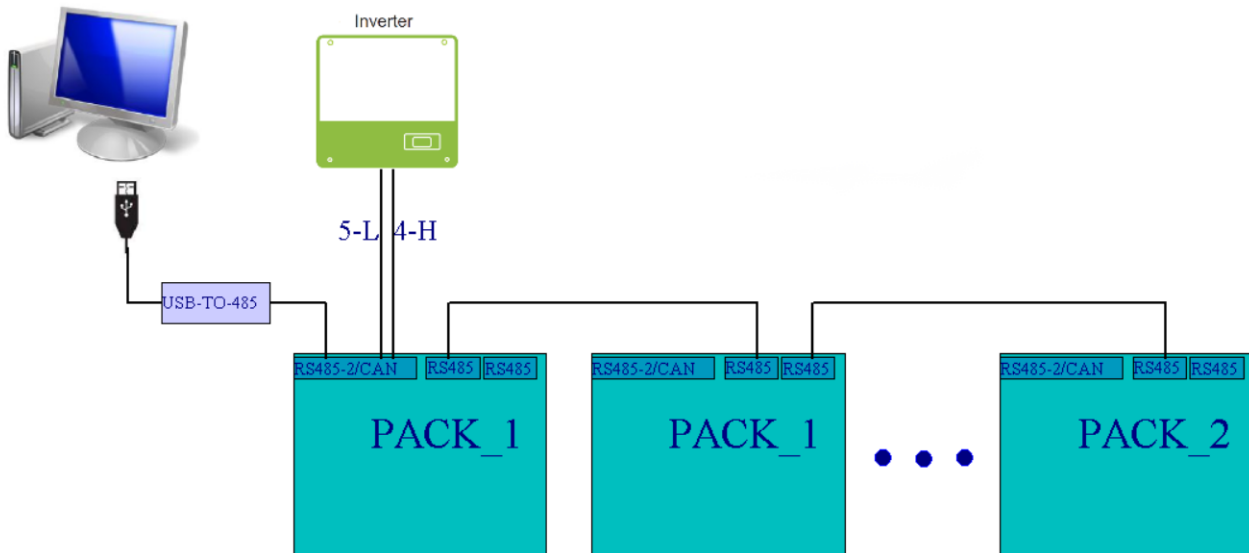 Inverter
5-L 4-H
USB-TO-485
RS485-2/CAN RS485 RS485
RS485-2/CAN RS485 RS485
RS485-2/CAN RS485 RS485
PACK_1
PACK_1
PACK_2